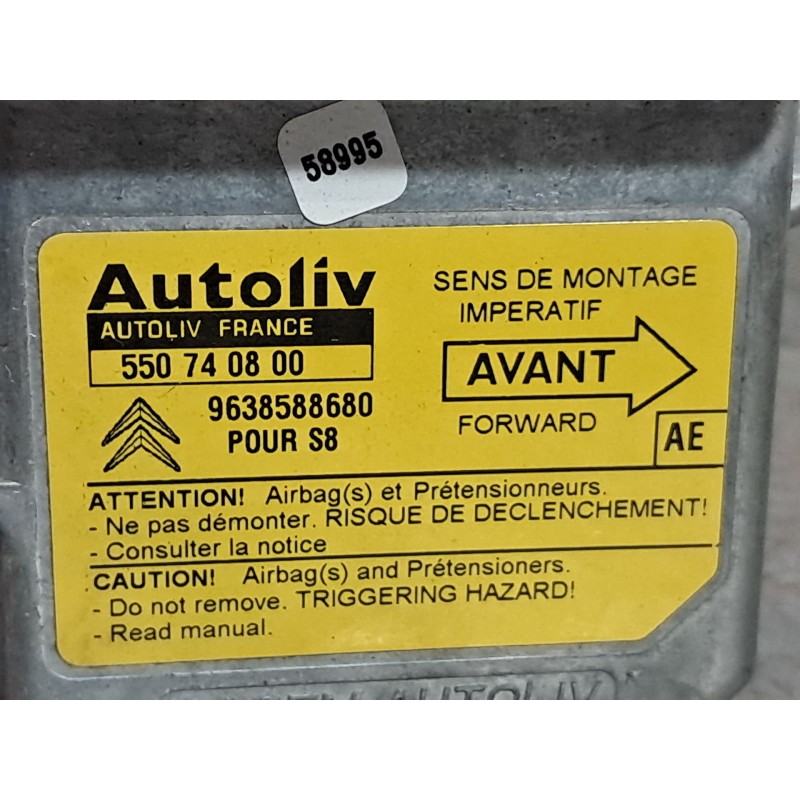 58995
Autoliv
AUTOLIV FRANCE
550 74 08 00
9638588680
POUR S8
SENS DE MONTAGE
IMPERATIF
AVANT
FORWARD
AE
ATTENTION! Airbag(s) et Prétensionneurs.
- Ne pas démonter. RISQUE DE DECLENCHEMENT!
- Consulter la notice
CAUTION! Airbag(s) and Prétensioners.
- Do not remove. TRIGGERING HAZARD!
- Read manual.
AUTOLIV